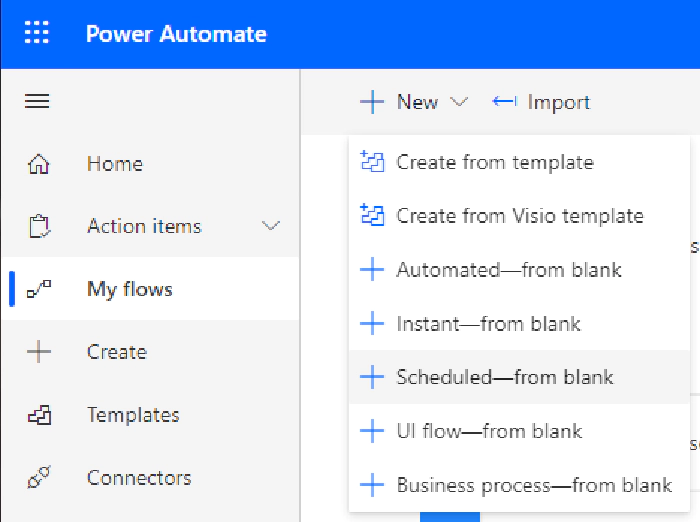 Power Automate
New
Import
Home
Action items
My flows
Create
Templates
Connectors
Create from template
Create from Visio template
Automated—from blank
Instant—from blank
Scheduled—from blank
UI flow—from blank
Business process—from blank